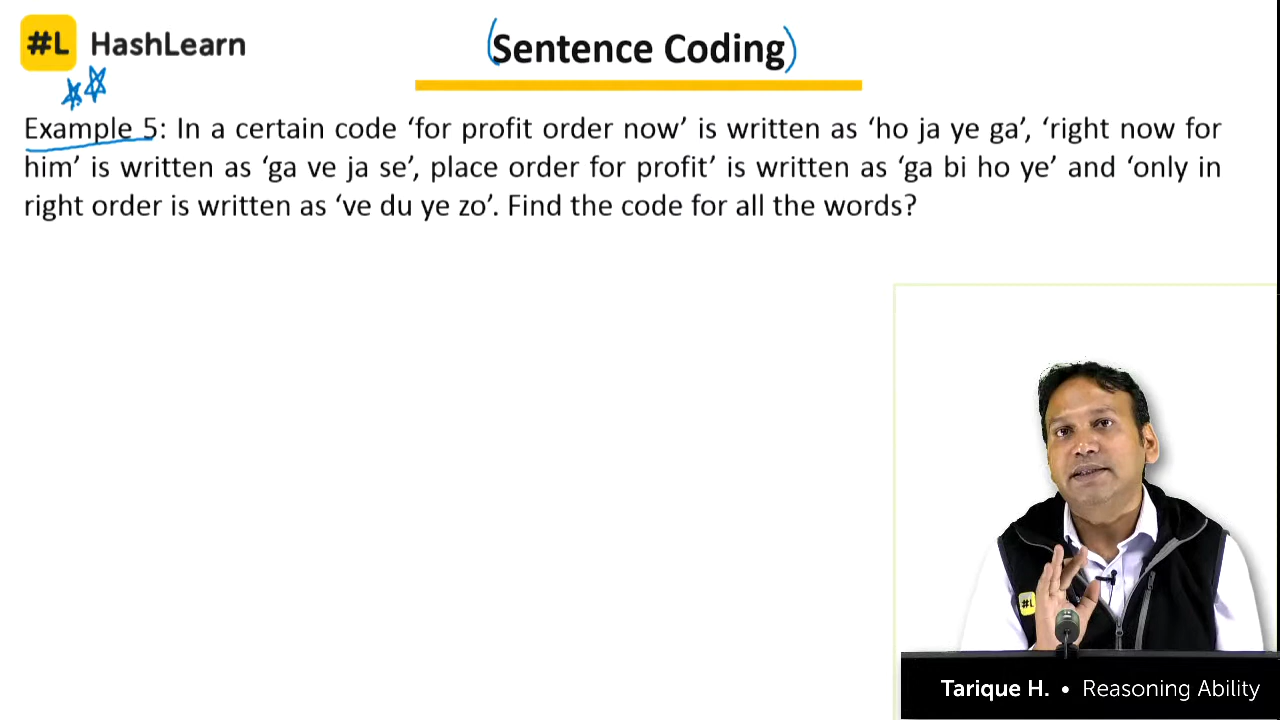 #L HashLearn
(Sentence Coding)
Example 5: In a certain code ‘for profit order now’ is written as ‘ho ja ye ga’, ‘right now for
him’ is written as ‘ga ve ja se’, place order for profit’ is written as ‘ga bi ho ye’ and ‘only in
right order is written as ‘ve du ye zo’. Find the code for all the words?
#L
Tarique H. • Reasoning Ability